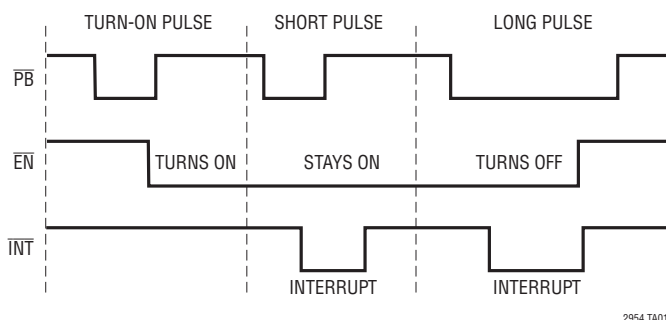 TURN-ON PULSE SHORT PULSE LONG PULSE
PB
EN
TURNS ON STAYS ON TURNS OFF
INT
INTERRUPT INTERRUPT
2954 TA01b